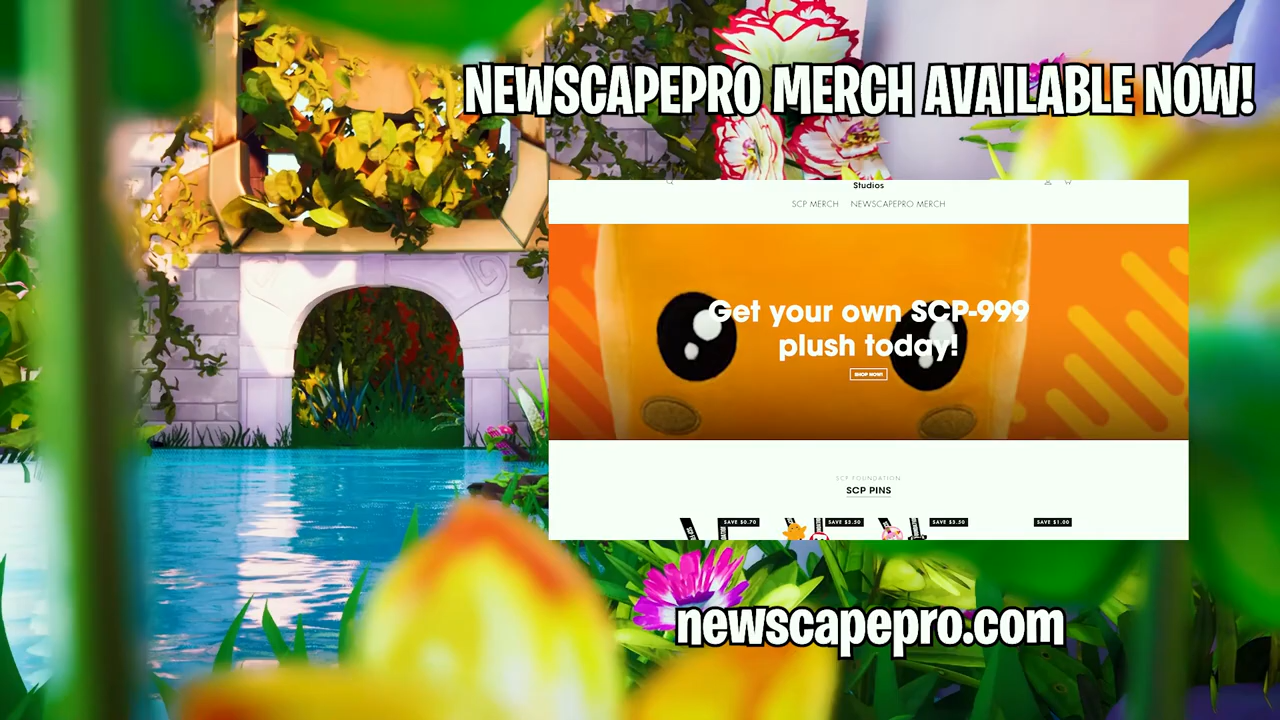 NEWSCAPEPRO MERCH AVAILABLE NOW!
Studios
SCP MERCH NEWSCAPEPRO MERCH
Get your own SCP-999
plush today!
SHOP NOW!
SCP FOUNDATION
SCP PINS
SAVE $0.70 SAVE $5.50 SAVE $3.50 SAVE $1.00
newscapepro.com